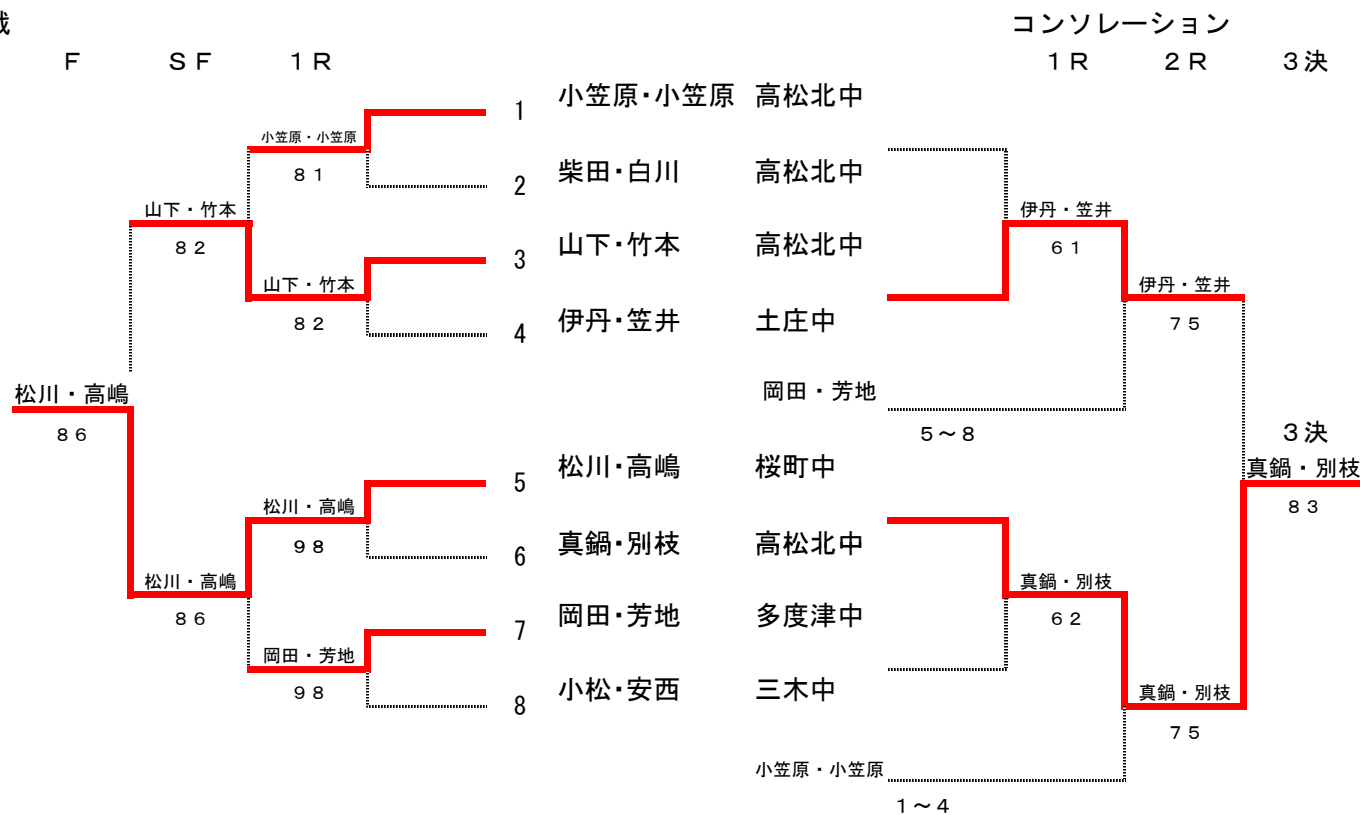 戦
コンソレーション
F SF 1R
1R 2R 3決
1 小笠原・小笠原 高松北中
小笠原・小笠原
81
2 柴田・白川 高松北中
山下・竹本
伊丹・笠井
82
61
3 山下・竹本 高松北中
山下・竹本
伊丹・笠井
82
75
4 伊丹・笠井 土庄中
松川・高嶋
岡田・芳地
86
5～8
3決
5 松川・高嶋 桜町中
真鍋・別枝
松川・高嶋
83
98
6 真鍋・別枝 高松北中
松川・高嶋
真鍋・別枝
86
62
7 岡田・芳地 多度津中
岡田・芳地
98
8 小松・安西 三木中
真鍋・別枝
75
小笠原・小笠原
1～4